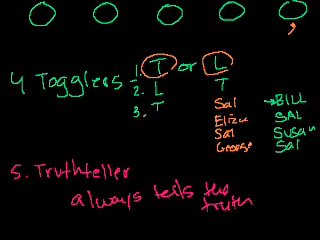 4 Togglers 1. T or L
2. L T
3. T
Sal → BILL
Eliza SAL
Sal Susan
George Sal
5. Truthteller
always tells the
truth